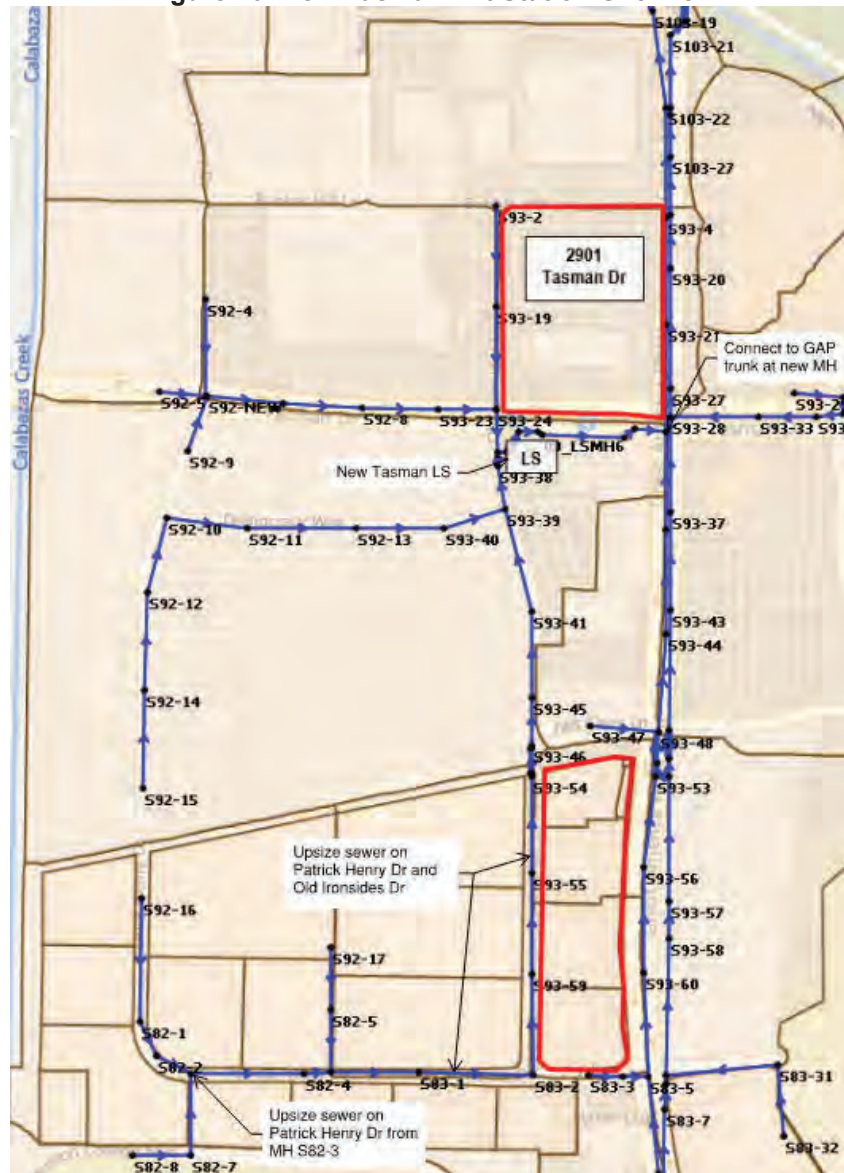 S103-19
S103-21
Calabaz
S103-22
S103-27
S93-2
S93-4
2901
Tasman Dr
S93-20
S92-4
S93-19
S93-21
Connect to GAP
trunk at new MH
Calabazas Creek
S92-5
S92-NEW
S92-8
S93-23
S93-24
S93-27
S93-2
S93-28
S93-33
S93
S92-9
New Tasman LS
LS
_LSMH6
S93-38
S92-10
S92-11
S92-13
S93-40
S93-39
S93-37
S92-12
S93-41
S93-43
S93-44
S92-14
S93-45
S93-47
S93-48
S93-46
S92-15
S93-54
S93-53
Upsize sewer on
Patrick Henry Dr and
Old Ironsides Dr
S93-55
S93-56
S92-16
S93-57
S92-17
S93-58
S93-59
S93-60
S82-1
S82-5
S82-2
S82-4
S83-1
S83-2
S83-3
S83-5
S83-31
S83-7
Upsize sewer on
Patrick Henry Dr from
MH S82-3
S82-8
S82-7
S83-32